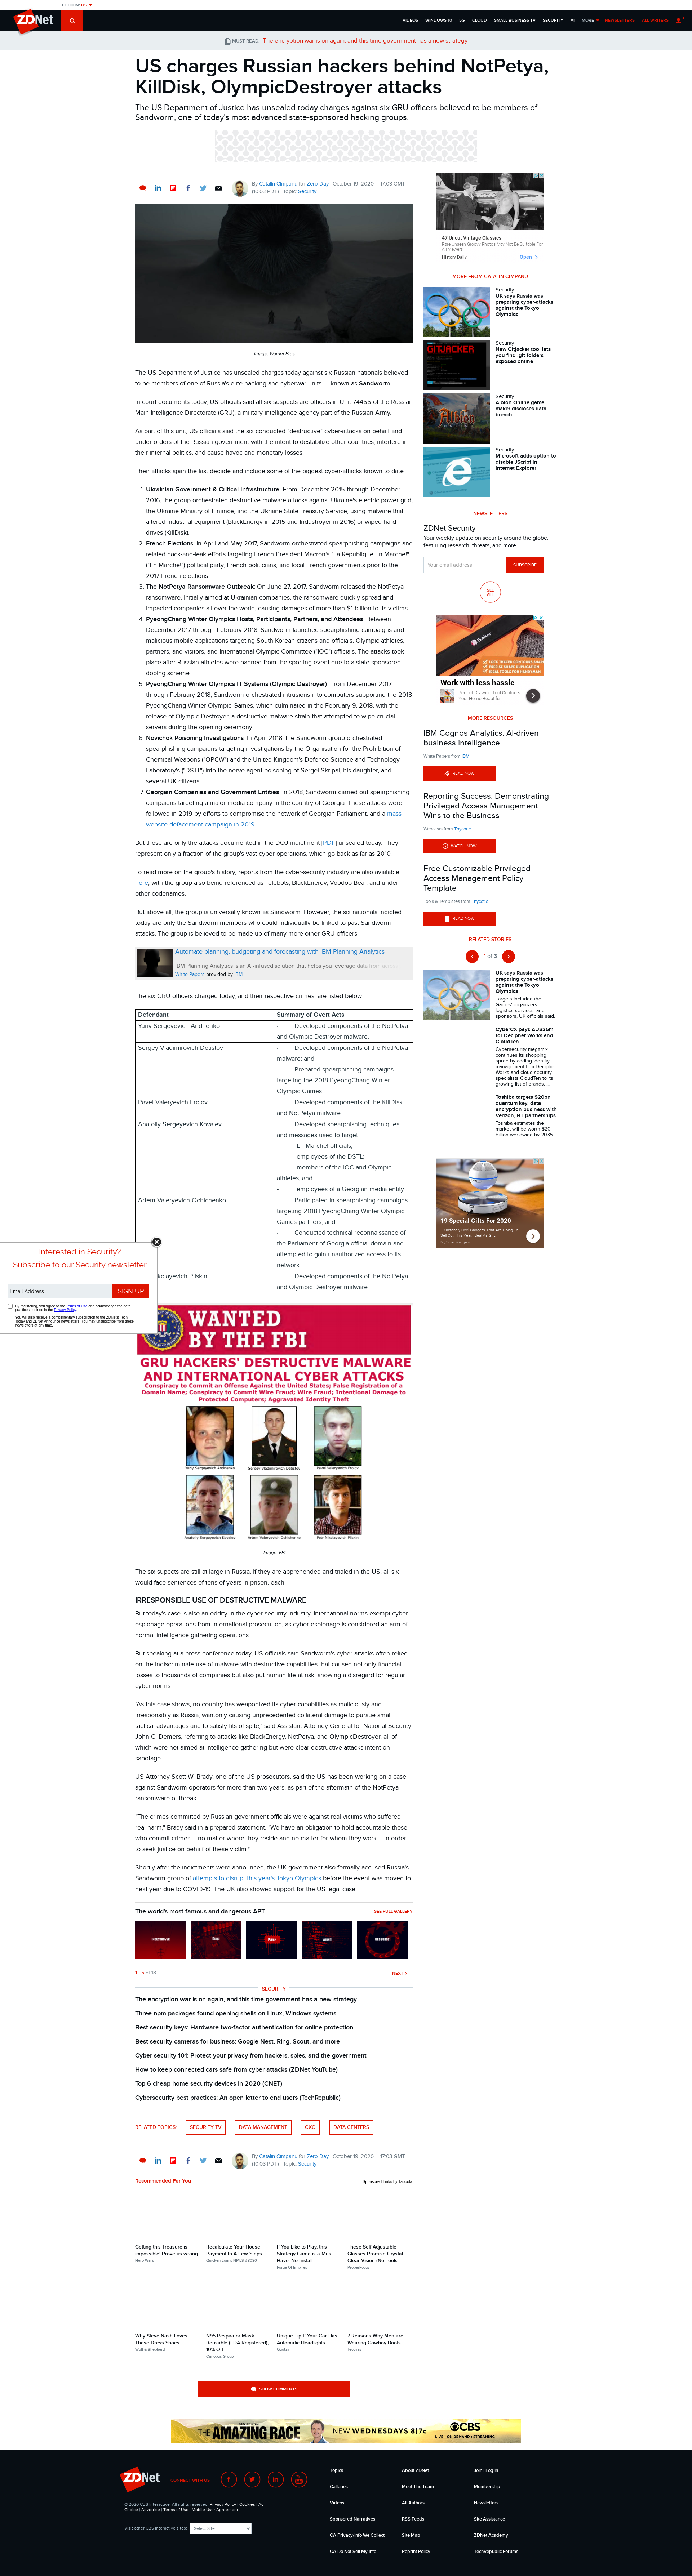 EDITION: US
ZDNet
VIDEOS
WINDOWS 10
5G
CLOUD
SMALL BUSINESS TV
SECURITY
AI
MORE
NEWSLETTERS
ALL WRITERS
MUST READ: The encryption war is on again, and this time government has a new strategy
US charges Russian hackers behind NotPetya,
KillDisk, OlympicDestroyer attacks
The US Department of Justice has unsealed today charges against six GRU officers believed to be members of
Sandworm, one of today's most advanced state-sponsored hacking groups.
By Catalin Cimpanu for Zero Day | October 19, 2020 -- 17:03 GMT
(10:03 PDT) | Topic: Security
Image: Warner Bros.
The US Department of Justice has unsealed charges today against six Russian nationals believed
to be members of one of Russia's elite hacking and cyberwar units — known as Sandworm.
In court documents today, US officials said all six suspects are officers in Unit 74455 of the Russian
Main Intelligence Directorate (GRU), a military intelligence agency part of the Russian Army.
As part of this unit, US officials said the six conducted "destructive" cyber-attacks on behalf and
under orders of the Russian government with the intent to destabilize other countries, interfere in
their internal politics, and cause havoc and monetary losses.
Their attacks span the last decade and include some of the biggest cyber-attacks known to date:
1. Ukrainian Government & Critical Infrastructure: From December 2015 through December
2016, the group orchestrated destructive malware attacks against Ukraine's electric power grid,
the Ukraine Ministry of Finance, and the Ukraine State Treasury Service, using malware that
altered industrial equipment (BlackEnergy in 2015 and Industroyer in 2016) or wiped hard
drives (KillDisk).
2. French Elections: In April and May 2017, Sandworm orchestrated spearphishing campaigns and
related hack-and-leak efforts targeting French President Macron's "La République En Marche!"
("En Marche!") political party, French politicians, and local French governments prior to the
2017 French elections.
3. The NotPetya Ransomware Outbreak: On June 27, 2017, Sandworm released the NotPetya
ransomware. Initially aimed at Ukrainian companies, the ransomware quickly spread and
impacted companies all over the world, causing damages of more than $1 billion to its victims.
4. PyeongChang Winter Olympics Hosts, Participants, Partners, and Attendees: Between
December 2017 through February 2018, Sandworm launched spearphishing campaigns and
malicious mobile applications targeting South Korean citizens and officials, Olympic athletes,
partners, and visitors, and International Olympic Committee ("IOC") officials. The attacks took
place after Russian athletes were banned from the sporting event due to a state-sponsored
doping scheme.
5. PyeongChang Winter Olympics IT Systems (Olympic Destroyer): From December 2017
through February 2018, Sandworm orchestrated intrusions into computers supporting the 2018
PyeongChang Winter Olympic Games, which culminated in the February 9, 2018, with the
release of Olympic Destroyer, a destructive malware strain that attempted to wipe crucial
servers during the opening ceremony.
6. Novichok Poisoning Investigations: In April 2018, the Sandworm group orchestrated
spearphishing campaigns targeting investigations by the Organisation for the Prohibition of
Chemical Weapons ("OPCW") and the United Kingdom's Defence Science and Technology
Laboratory's ("DSTL") into the nerve agent poisoning of Sergei Skripal, his daughter, and
several UK citizens.
7. Georgian Companies and Government Entities: In 2018, Sandworm carried out spearphishing
campaigns targeting a major media company in the country of Georgia. These attacks were
followed in 2019 by efforts to compromise the network of Georgian Parliament, and a mass
website defacement campaign in 2019.
But these are only the attacks documented in the DOJ indictment [PDF] unsealed today. They
represent only a fraction of the group's vast cyber-operations, which go back as far as 2010.
To read more on the group's history, reports from the cyber-security industry are also available
here, with the group also being referenced as Telebots, BlackEnergy, Voodoo Bear, and under
other codenames.
But above all, the group is universally known as Sandworm. However, the six nationals indicted
today are only the Sandworm members who could individually be linked to past Sandworm
attacks. The group is believed to be made up of many more other GRU officers.
Automate planning, budgeting and forecasting with IBM Planning Analytics
IBM Planning Analytics is an AI-infused solution that helps you leverage data from across
White Papers provided by IBM
The six GRU officers charged today, and their respective crimes, are listed below:
Defendant
Summary of Overt Acts
Yuriy Sergeyevich Andrienko
Developed components of the NotPetya
and Olympic Destroyer malware.
Sergey Vladimirovich Detistov
Developed components of the NotPetya
malware; and
Prepared spearphishing campaigns
targeting the 2018 PyeongChang Winter
Olympic Games.
Pavel Valeryevich Frolov
Developed components of the KillDisk
and NotPetya malware.
Anatoliy Sergeyevich Kovalev
Developed spearphishing techniques
and messages used to target:
- En Marche! officials;
- employees of the DSTL;
- members of the IOC and Olympic
athletes; and
- employees of a Georgian media entity.
Artem Valeryevich Ochichenko
Participated in spearphishing campaigns
targeting 2018 PyeongChang Winter Olympic
Games partners; and
Conducted technical reconnaissance of
the Parliament of Georgia official domain and
attempted to gain unauthorized access to its
network.
kolayevich Pliskin
Developed components of the NotPetya
and Olympic Destroyer malware.
WANTED
BY THE FBI
GRU HACKERS' DESTRUCTIVE MALWARE
AND INTERNATIONAL CYBER ATTACKS
Conspiracy to Commit an Offense Against the United States; False Registration of a
Domain Name; Conspiracy to Commit Wire Fraud; Wire Fraud; Intentional Damage to
Protected Computers; Aggravated Identity Theft
Yuriy Sergeyevich Andrienko
Sergey Vladimirovich Detistov
Pavel Valeryevich Frolov
Anatoliy Sergeyevich Kovalev
Artem Valeryevich Ochichenko
Petr Nikolayevich Pliskin
Image: FBI
The six supects are still at large in Russia. If they are apprehended and trialed in the US, all six
would face sentences of tens of years in prison, each.
IRRESPONSIBLE USE OF DESTRUCTIVE MALWARE
But today's case is also an oddity in the cyber-security industry. International norms exempt cyber-
espionage operations from international prosecution, as cyber-espionage is considered an arm of
normal intelligence gathering operations.
But speaking at a press conference today, US officials said Sandworm's cyber-attacks often relied
on the indiscriminate use of malware with destructive capabilities that caused not only financial
losses to thousands of companies but also put human life at risk, showing a disregard for regular
cyber-norms.
"As this case shows, no country has weaponized its cyber capabilities as maliciously and
irresponsibly as Russia, wantonly causing unprecedented collateral damage to pursue small
tactical advantages and to satisfy fits of spite," said Assistant Attorney General for National Security
John C. Demers, referring to attacks like BlackEnergy, NotPetya, and OlympicDestroyer, all of
which were not aimed at intelligence gathering but were clear destructive attacks intent on
sabotage.
US Attorney Scott W. Brady, one of the US prosecutors, said the US has been working on a case
against Sandworm operators for more than two years, as part of the aftermath of the NotPetya
ransomware outbreak.
"The crimes committed by Russian government officials were against real victims who suffered
real harm," Brady said in a prepared statement. "We have an obligation to hold accountable those
who commit crimes -- no matter where they reside and no matter for whom they work – in order
to seek justice on behalf of these victim."
Shortly after the indictments were announced, the UK government also formally accused Russia's
Sandworm group of attempts to disrupt this year's Tokyo Olympics before the event was moved to
next year due to COVID-19. The UK also showed support for the US legal case.
The world's most famous and dangerous APT...
SEE FULL GALLERY
1 - 5 of 18
NEXT
SECURITY
The encryption war is on again, and this time government has a new strategy
Three npm packages found opening shells on Linux, Windows systems
Best security keys: Hardware two-factor authentication for online protection
Best security cameras for business: Google Nest, Ring, Scout, and more
Cyber security 101: Protect your privacy from hackers, spies, and the government
How to keep connected cars safe from cyber attacks (ZDNet YouTube)
Top 6 cheap home security devices in 2020 (CNET)
Cybersecurity best practices: An open letter to end users (TechRepublic)
RELATED TOPICS:
SECURITY TV
DATA MANAGEMENT
CXO
DATA CENTERS
By Catalin Cimpanu for Zero Day | October 19, 2020 -- 17:03 GMT
(10:03 PDT) | Topic: Security
Recommended For You
Sponsored Links by Taboola
Getting this Treasure is
impossible! Prove us wrong
Hero Wars
Recalculate Your House
Payment In A Few Steps
Quicken Loans NMLS #3030
If You Like to Play, this
Strategy Game is a Must-
Have. No Install.
Forge Of Empires
These Self Adjustable
Glasses Promise Crystal
Clear Vision (No Tools...
ProperFocus
Why Steve Nash Loves
These Dress Shoes.
Wolf & Shepherd
N95 Respirator Mask
Reusable (FDA Registered),
10% Off
Canopus Group
Unique Tip If Your Car Has
Automatic Headlights
Quizza
7 Reasons Why Men are
Wearing Cowboy Boots
Tecovas
SHOW COMMENTS
47 Uncut Vintage Classics
Rare Unseen Groovy Photos May Not Be Suitable For
All Viewers
History Daily
Open
MORE FROM CATALIN CIMPANU
Security
UK says Russia was
preparing cyber-attacks
against the Tokyo
Olympics
Security
New Gitjacker tool lets
you find .git folders
exposed online
GITJACKER
Security
Albion Online game
maker discloses data
breach
Albion
Security
Microsoft adds option to
disable JScript in
Internet Explorer
NEWSLETTERS
ZDNet Security
Your weekly update on security around the globe,
featuring research, threats, and more.
Your email address
SUBSCRIBE
SEE
ALL
Saker
LOCK TRACES CONTOURS
PRECISE SHAPE DUPLICATION
IDEAL TOOLS FOR HARDYMAN
Work with less hassle
Perfect Drawing Tool Contours
Your Home Beautiful
MORE RESOURCES
IBM Cognos Analytics: AI-driven
business intelligence
White Papers from IBM
READ NOW
Reporting Success: Demonstrating
Privileged Access Management
Wins to the Business
Webcasts from Thycotic
WATCH NOW
Free Customizable Privileged
Access Management Policy
Template
Tools & Templates from Thycotic
READ NOW
RELATED STORIES
1 of 3
UK says Russia was
preparing cyber-attacks
against the Tokyo
Olympics
Targets included the
Games' organizers,
logistics services, and
sponsors, UK officials said.
CyberCX pays AU$25m
for Decipher Works and
CloudTen
Cybersecurity megamix
continues its shopping
spree by adding identity
management firm Decipher
Works and cloud security
specialists CloudTen to its
growing list of brands. ...
Toshiba targets $20bn
quantum key, data
encryption business with
Verizon, BT partnerships
Toshiba estimates the
market will be worth $20
billion worldwide by 2035.
19 Special Gifts For 2020
19 Insanely Cool Gadgets That Are Going To
Sell Out This Year. Ideal As Gift.
Interested in Security?
Subscribe to our Security newsletter
Email Address
SIGN UP
By registering, you agree to the Terms of Use and acknowledge the data
practices outlined in the Privacy Policy.
You will also receive a complimentary subscription to the ZDNet's Tech
Today and ZDNet Announce newsletters. You may unsubscribe from these
newsletters at any time.
THE AMAZING RACE
NEW WEDNESDAYS 8|7c
CBS
LIVE + ON DEMAND + STREAMING
ZDNet
CONNECT WITH US
© 2020 CBS Interactive. All rights reserved. Privacy Policy | Cookies | Ad
Choice | Advertise | Terms of Use | Mobile User Agreement
Visit other CBS Interactive sites:
Select Site
Topics
Galleries
Videos
Sponsored Narratives
CA Privacy/Info We Collect
CA Do Not Sell My Info
About ZDNet
Meet The Team
All Authors
RSS Feeds
Site Map
Reprint Policy
Join | Log In
Membership
Newsletters
Site Assistance
ZDNet Academy
TechRepublic Forums